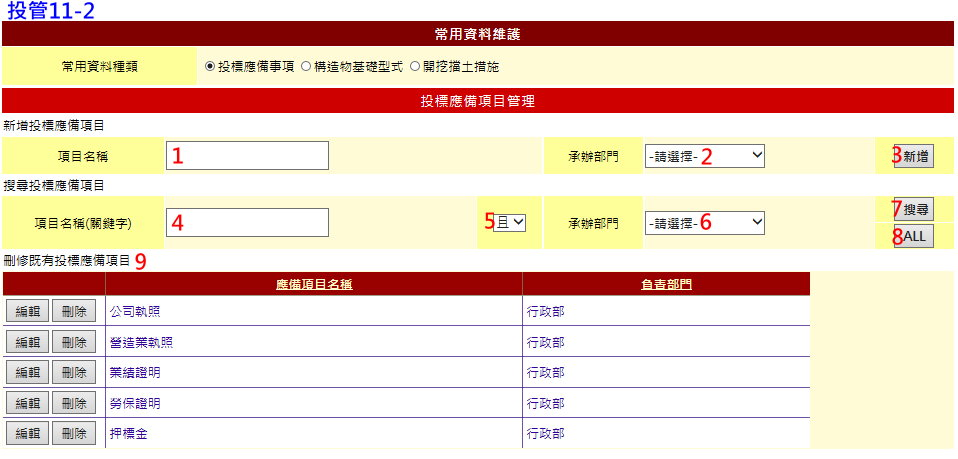 投管11-2
常用資料維護
常用資料種類 投標應備事項 構造物基礎型式 開挖擋土措施
投標應備項目管理
新增投標應備項目
項目名稱 1 承辦部門 -請選擇- 2 3 新增
搜尋投標應備項目
項目名稱(關鍵字) 4 5 且 承辦部門 -請選擇- 6 7 搜尋
8 ALL
刪修既有投標應備項目 9
應備項目名稱 負責部門
編輯 刪除 公司執照 行政部
編輯 刪除 營造業執照 行政部
編輯 刪除 業績證明 行政部
編輯 刪除 勞保證明 行政部
編輯 刪除 押標金 行政部